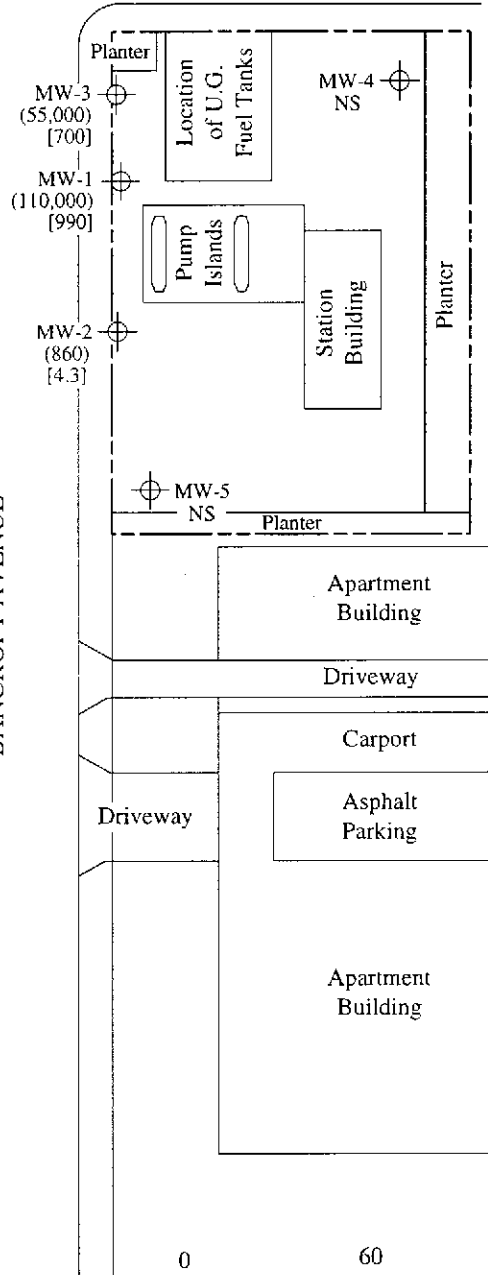 Planter
MW-3
(55,000)
[700]
Location
of U.G.
Fuel Tanks
MW-4
NS
MW-1
(110,000)
[990]
Pump
Islands
Station
Building
Planter
MW-2
(860)
[4.3]
MW-5
NS
Planter
Apartment
Building
Driveway
Carport
Driveway
Asphalt
Parking
Apartment
Building
0 60